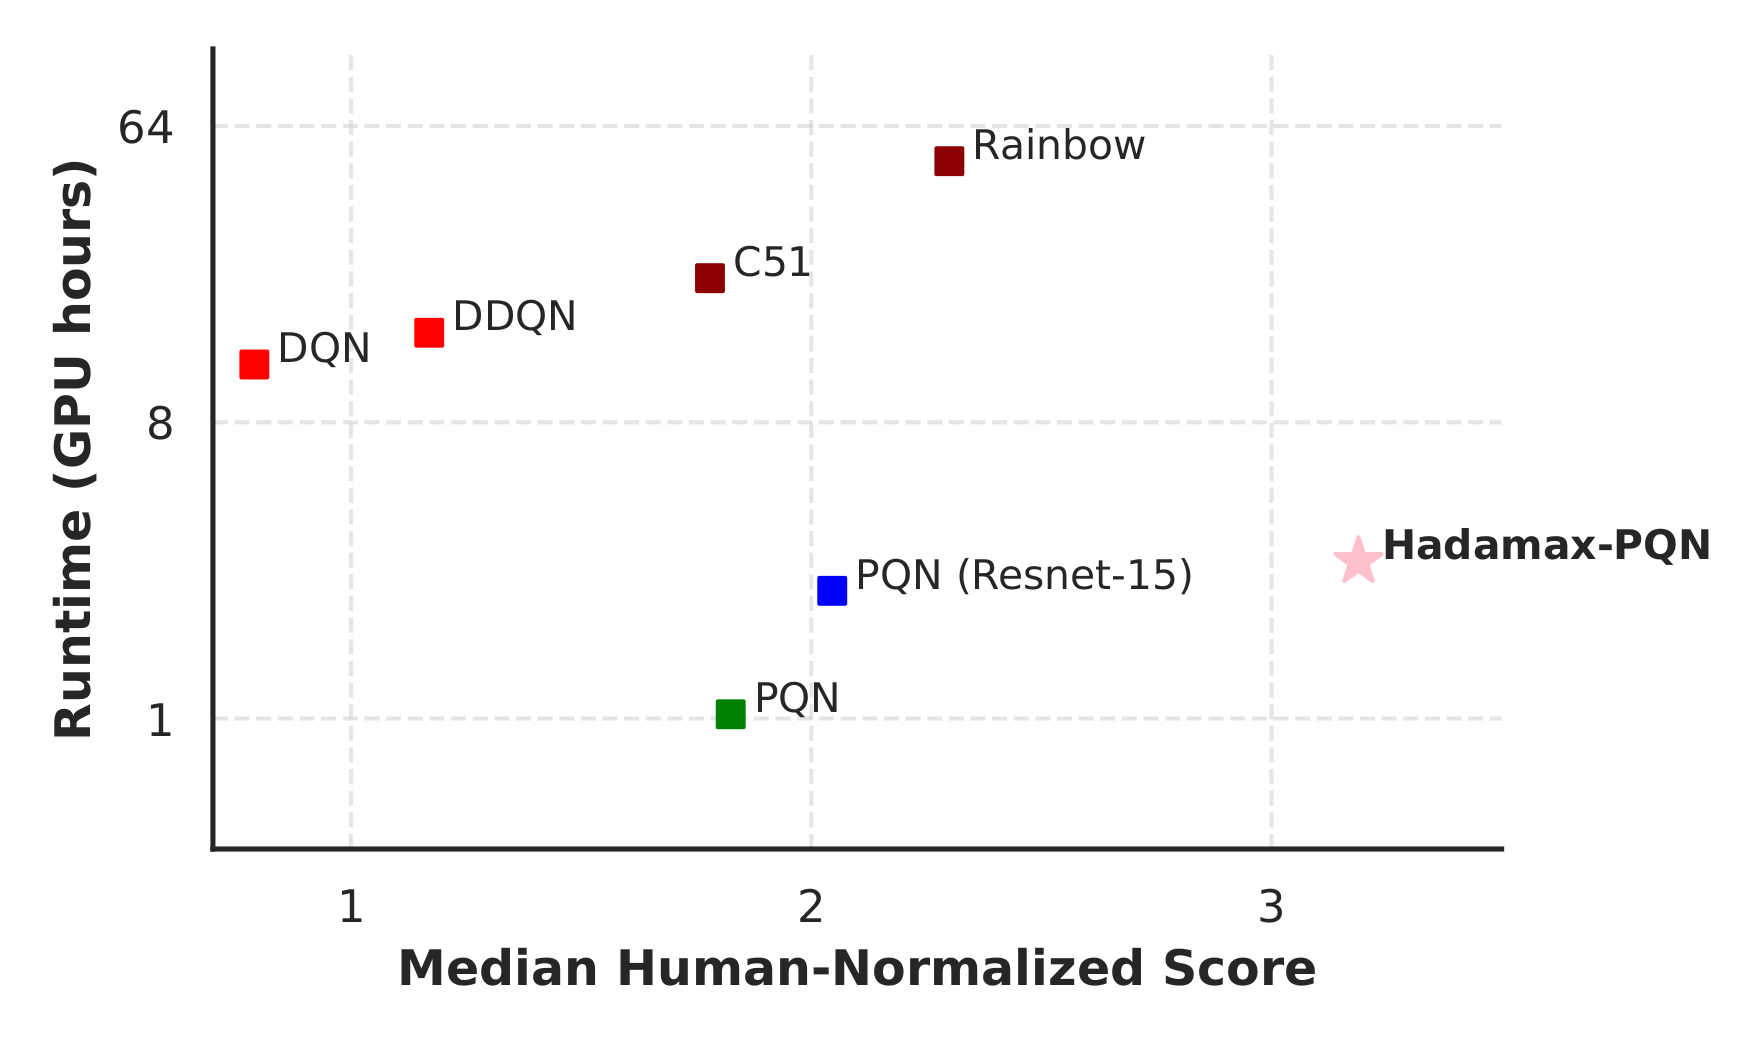 Runtime (GPU hours)
64
8
1
Rainbow
C51
DDQN
DQN
Hadamax-PQN
PQN (Resnet-15)
PQN
1
2
3
Median Human-Normalized Score